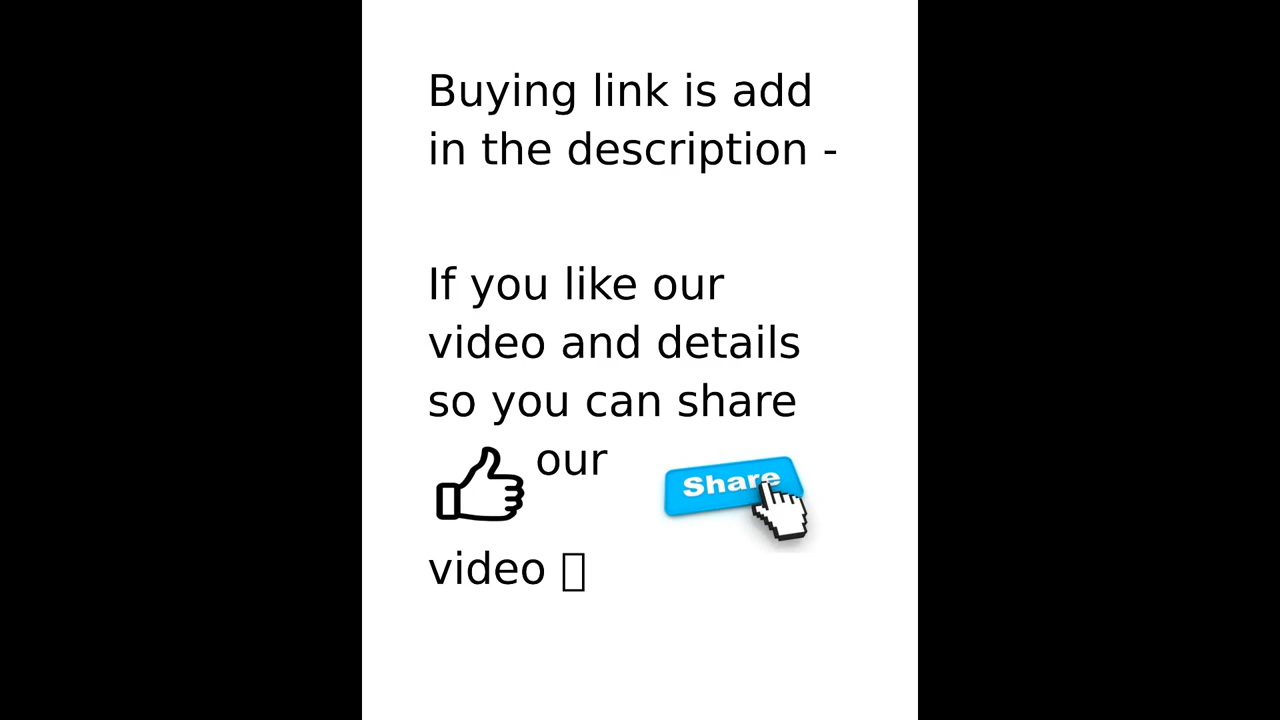 Buying link is add
in the description -
If you like our
video and details
so you can share
our
Share
video